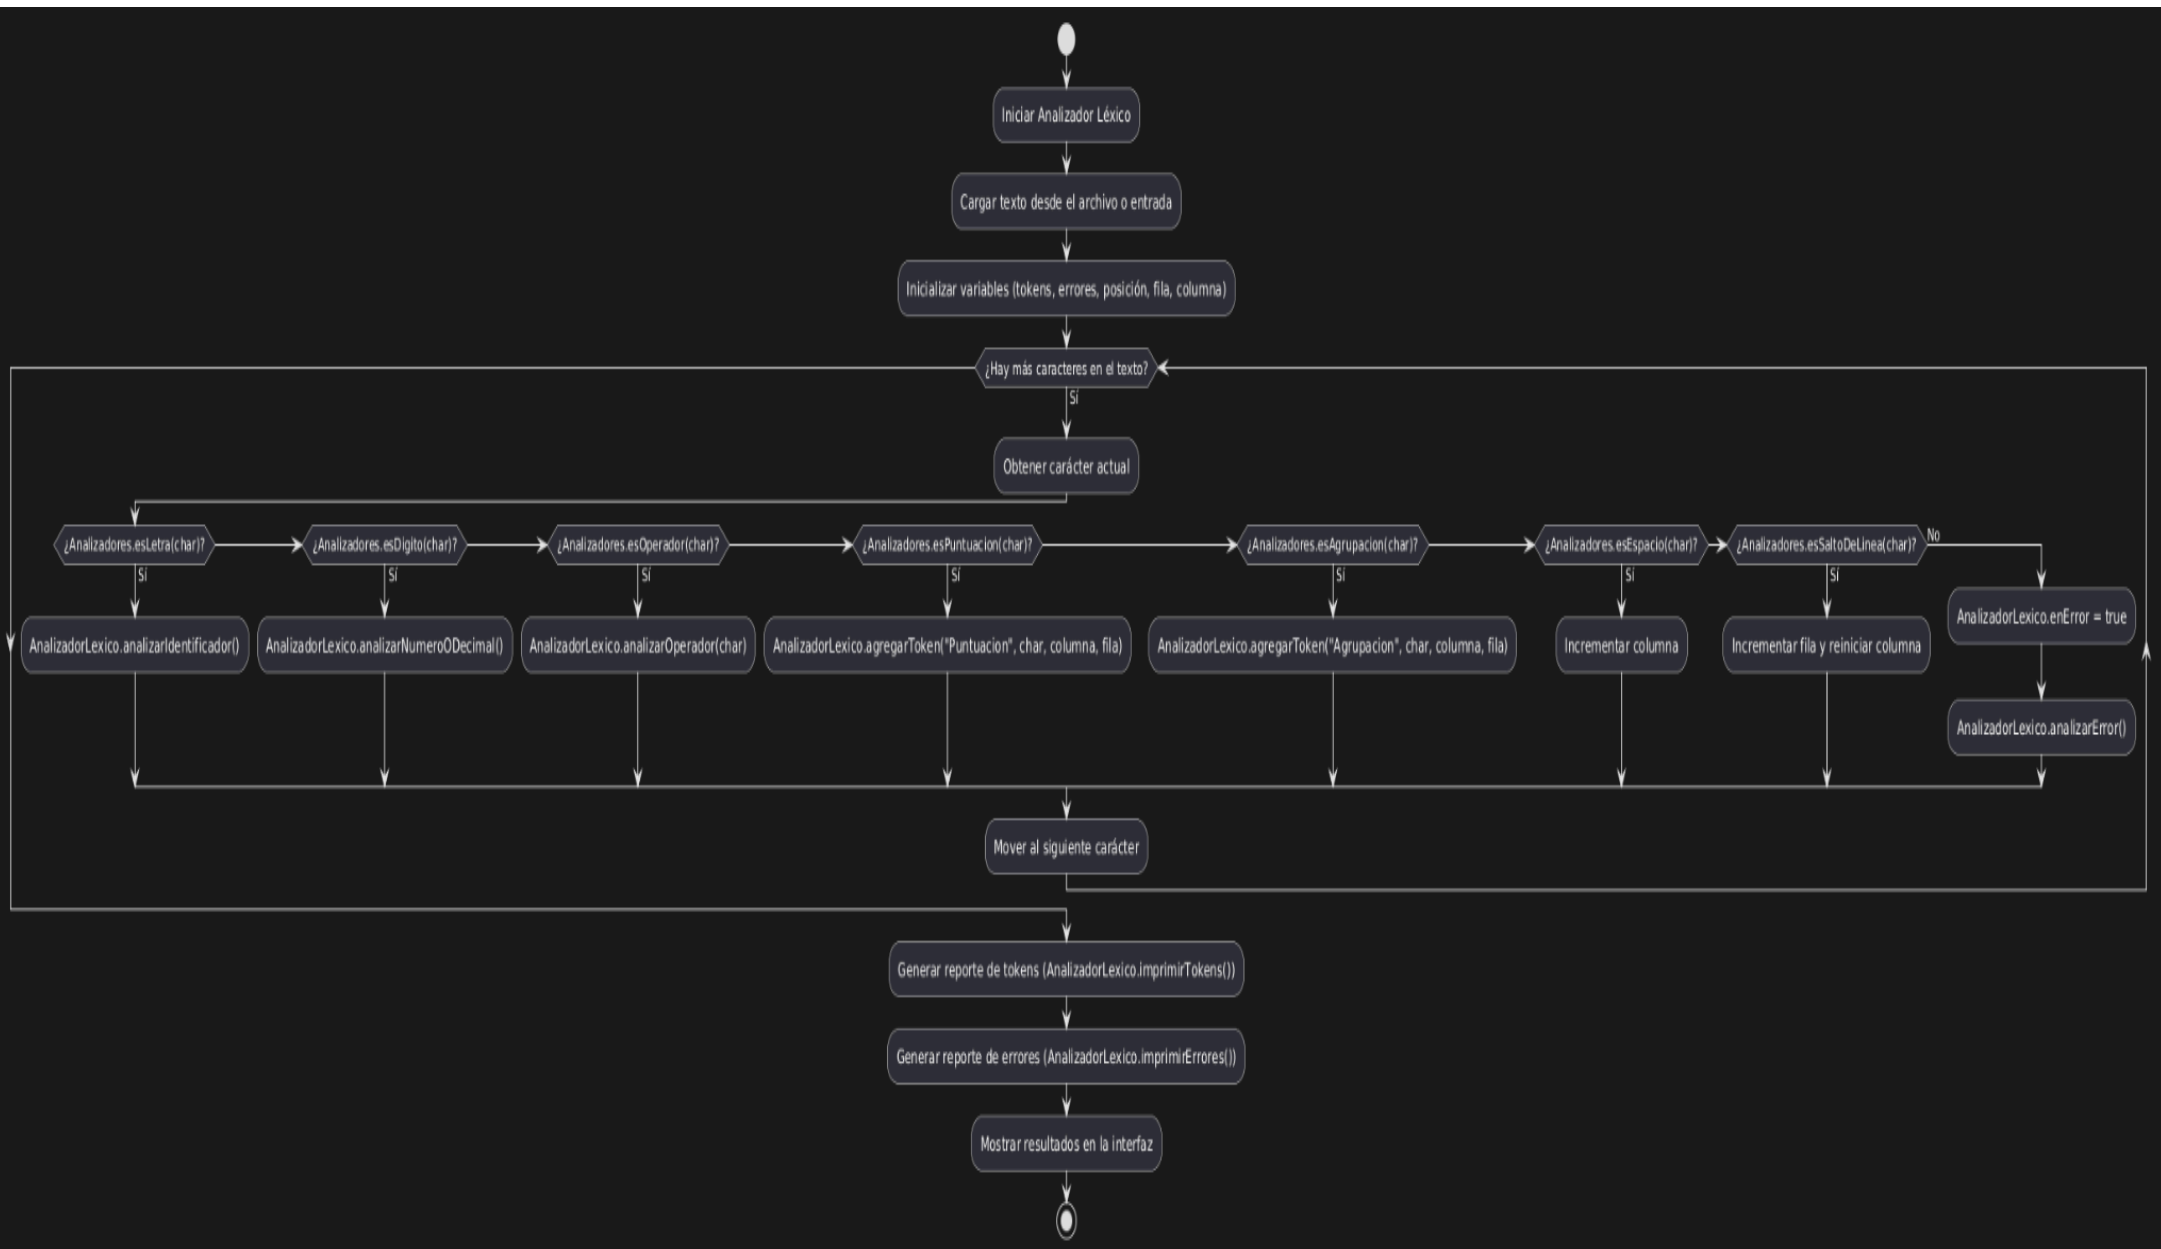 Iniciar Analizador Léxico
Cargar texto desde el archivo o entrada
Inicializar variables (tokens, errores, posición, fila, columna)
¿Hay más caracteres en el texto?
Sí
Obtener carácter actual
¿Analizadores.esLetra(char)?
¿Analizadores.esDigito(char)?
¿Analizadores.esOperador(char)?
¿Analizadores.esPuntuacion(char)?
¿Analizadores.esAgrupacion(char)?
¿Analizadores.esEspacio(char)?
¿Analizadores.esSaltoDeLinea(char)?
No
Sí
Sí
Sí
Sí
Sí
Sí
Sí
AnalizadorLexico.analizarIdentificador()
AnalizadorLexico.analizarNumeroODecimal()
AnalizadorLexico.analizarOperador(char)
AnalizadorLexico.agregarToken("Puntuacion", char, columna, fila)
AnalizadorLexico.agregarToken("Agrupacion", char, columna, fila)
Incrementar columna
Incrementar fila y reiniciar columna
AnalizadorLexico.enError = true
AnalizadorLexico.analizarError()
Mover al siguiente carácter
Generar reporte de tokens (AnalizadorLexico.imprimirTokens())
Generar reporte de errores (AnalizadorLexico.imprimirErrores())
Mostrar resultados en la interfaz